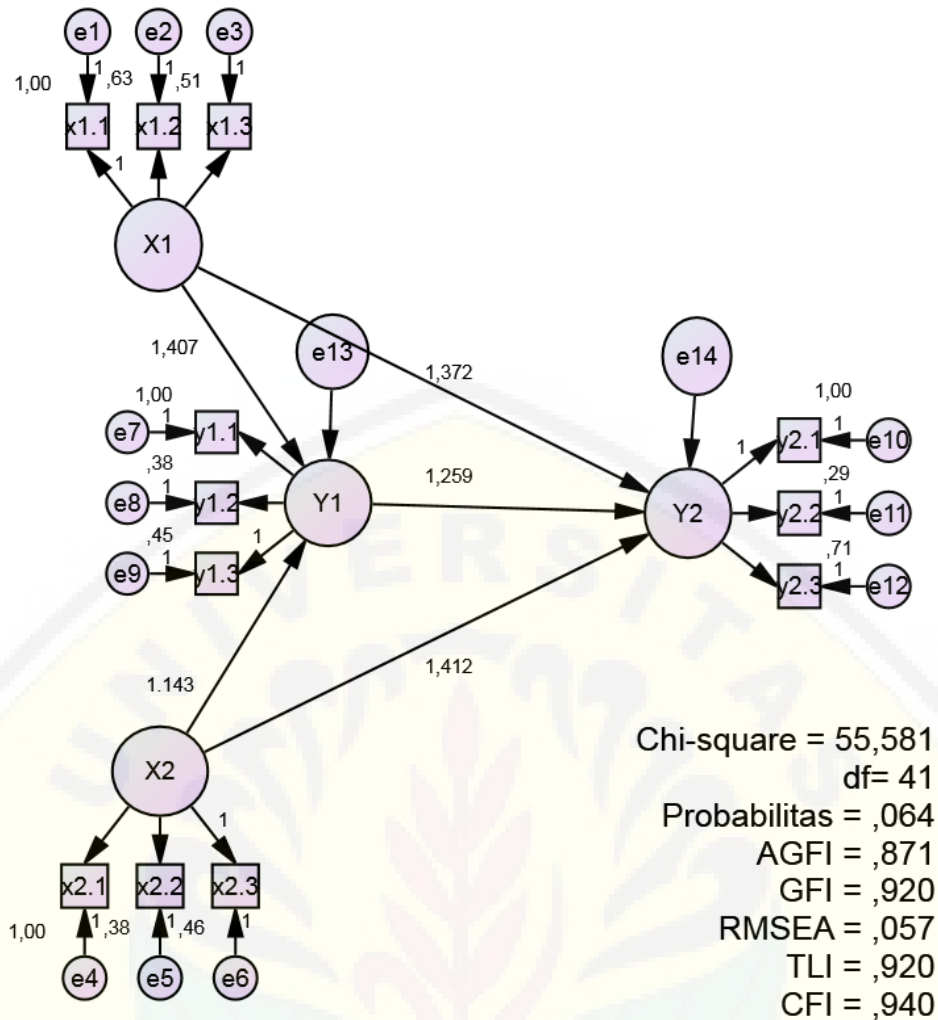 e1 e2 e3
1,00 1 ,63 1 ,51 1
x1.1 x1.2 x1.3
1
X1
e13 e14
1,407 1,372
1,00 1,00
e7 1 y1.1 1 y2.1 1 e10
,38 1,259 ,29
e8 1 y1.2 Y1 Y2 y2.2 1 e11
,45 ,71
e9 1 y1.3 1 y2.3 1 e12
UNIVERSITAS
1.143 1,412
X2
1
x2.1 x2.2 x2.3
1,00 1 ,38 1 ,46 1
e4 e5 e6
Chi-square = 55,581
df= 41
Probabilitas = ,064
AGFI = ,871
GFI = ,920
RMSEA = ,057
TLI = ,920
CFI = ,940